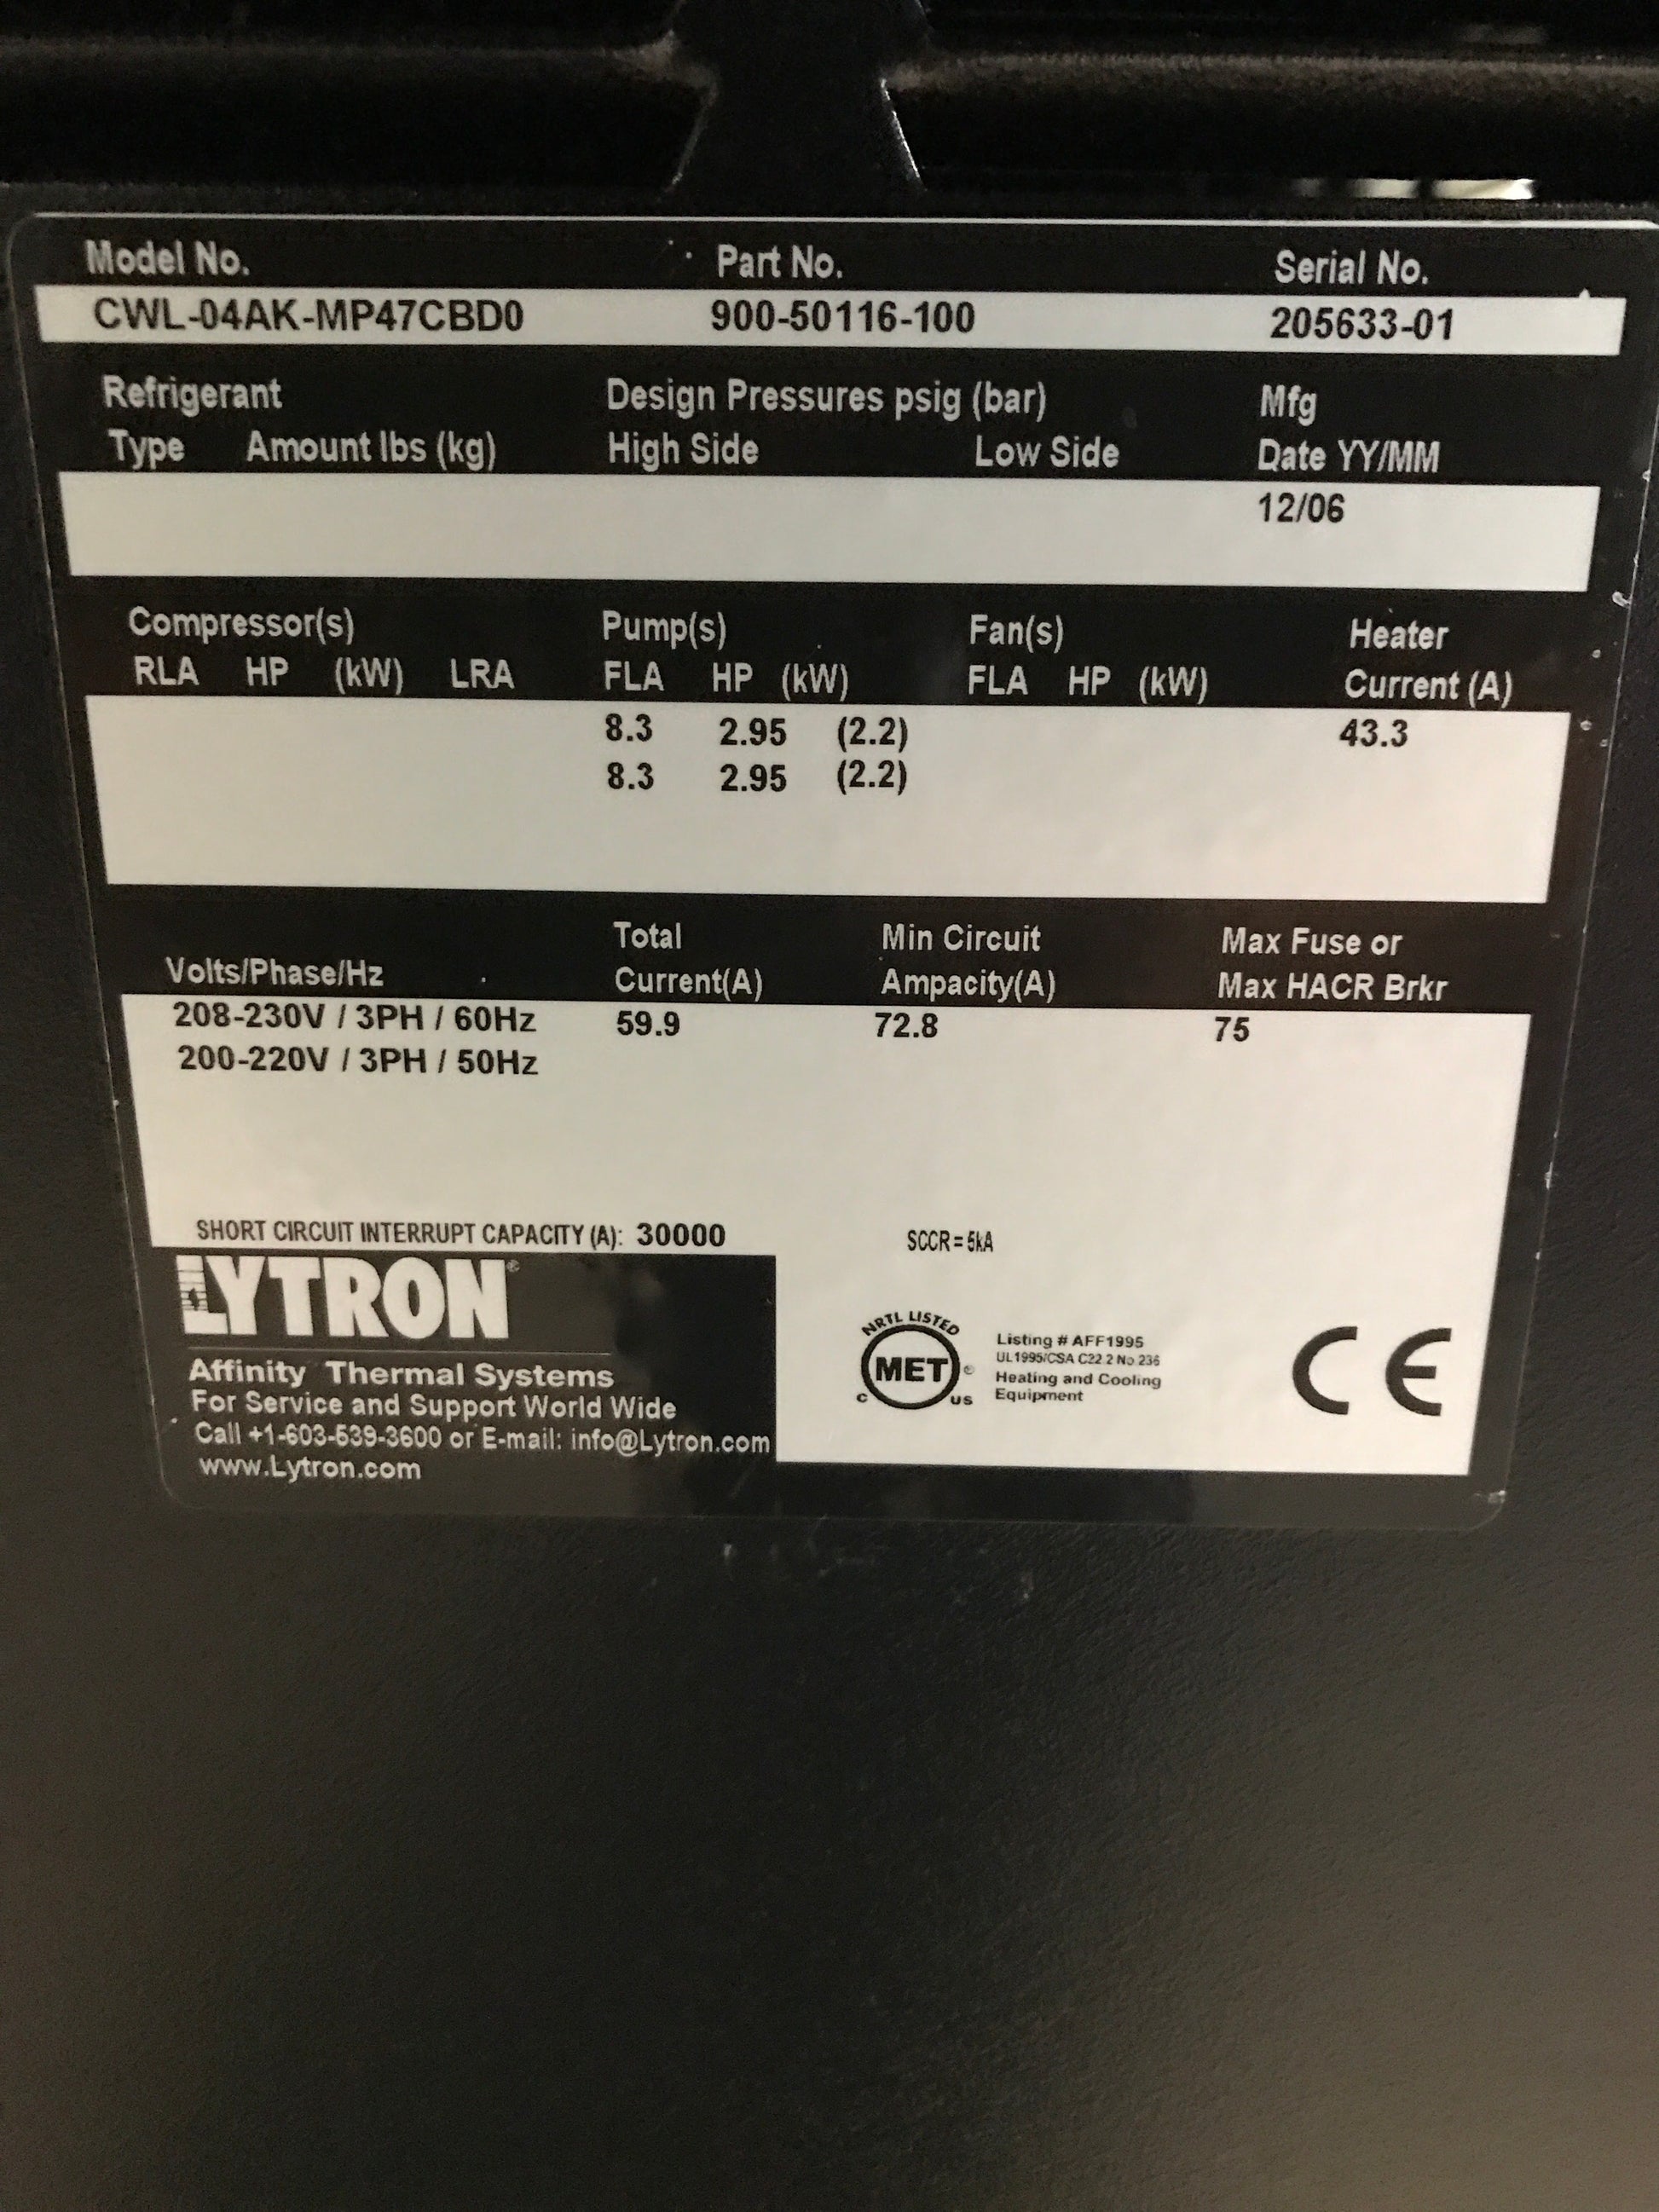 Model No. Part No. Serial No.
CWL-04AK-MP47CBD0 900-50116-100 205633-01
Refrigerant Design Pressures psig (bar) Mfg
Type Amount lbs (kg) High Side Low Side Date YY/MM
12/06
Compressor(s) Pump(s) Fan(s) Heater
RLA HP (kW) LRA FLA HP (kW) FLA HP (kW) Current (A)
8.3 2.95 (2.2) 43.3
8.3 2.95 (2.2)
Total Min Circuit Max Fuse or
Volts/Phase/Hz Current(A) Ampacity(A) Max HACR Brkr
208-230V / 3PH / 60Hz 59.9 72.8 75
200-220V / 3PH / 50Hz
SHORT CIRCUIT INTERRUPT CAPACITY (A): 30000 SCCR = 5kA
LYTRON®
Affinity Thermal Systems
For Service and Support World Wide
Call +1-603-539-3600 or E-mail: info@Lytron.com
www.Lytron.com
NRTL LISTED
MET®
C US
Listing # AFF1995
UL1995/CSA C22.2 No.236
Heating and Cooling
Equipment
CE